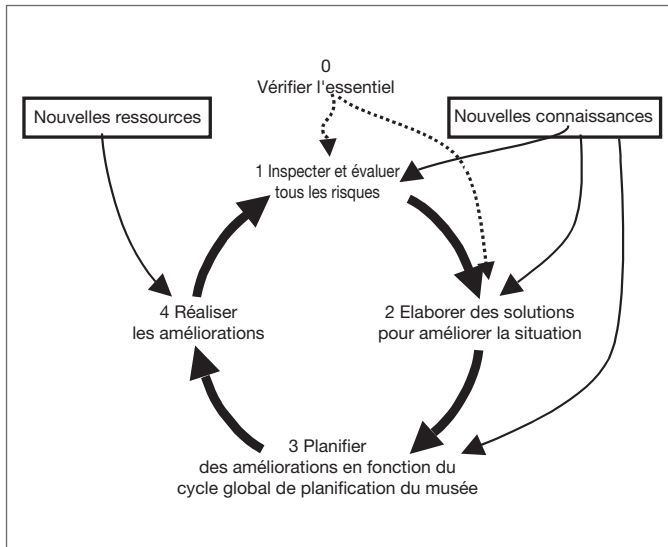 0
Vérifier l'essentiel
Nouvelles ressources
Nouvelles connaissances
1 Inspecter et évaluer
tous les risques
4 Réaliser
les améliorations
2 Elaborer des solutions
pour améliorer la situation
3 Planifier
des améliorations en fonction du
cycle global de planification du musée